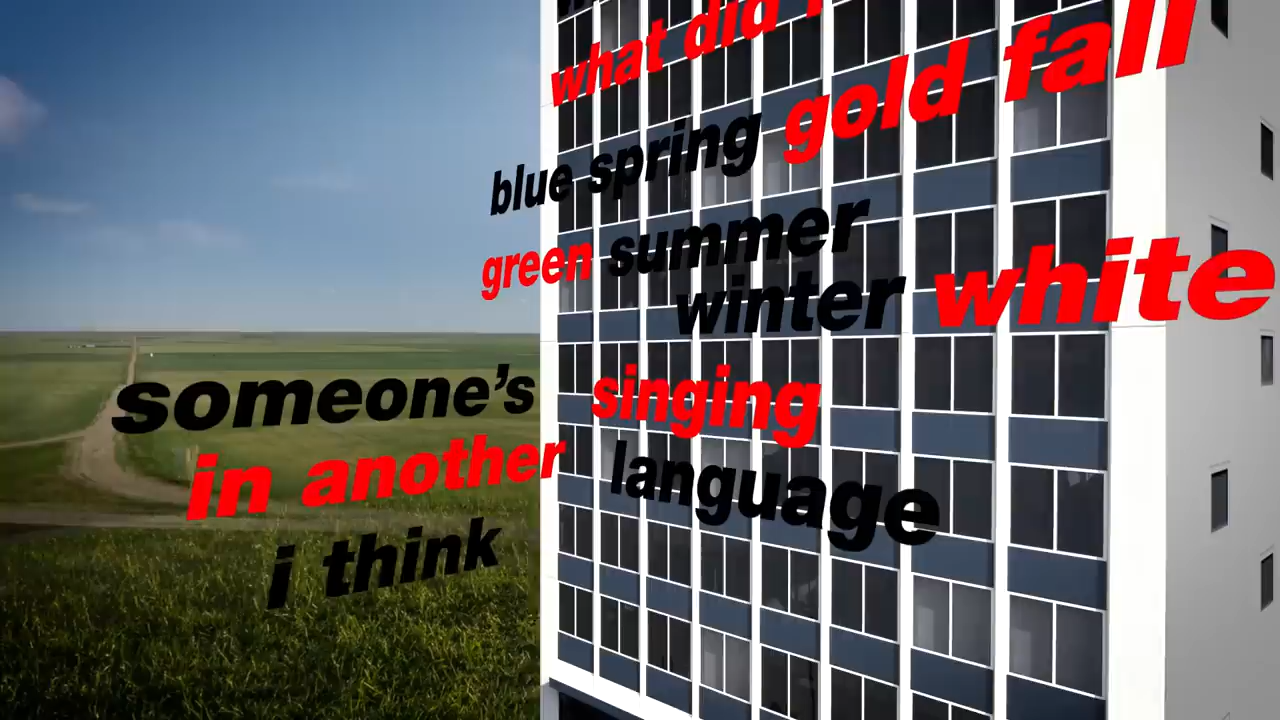 what did
blue spring gold fall
green summer
winter white
someone's singing
in another language
i think